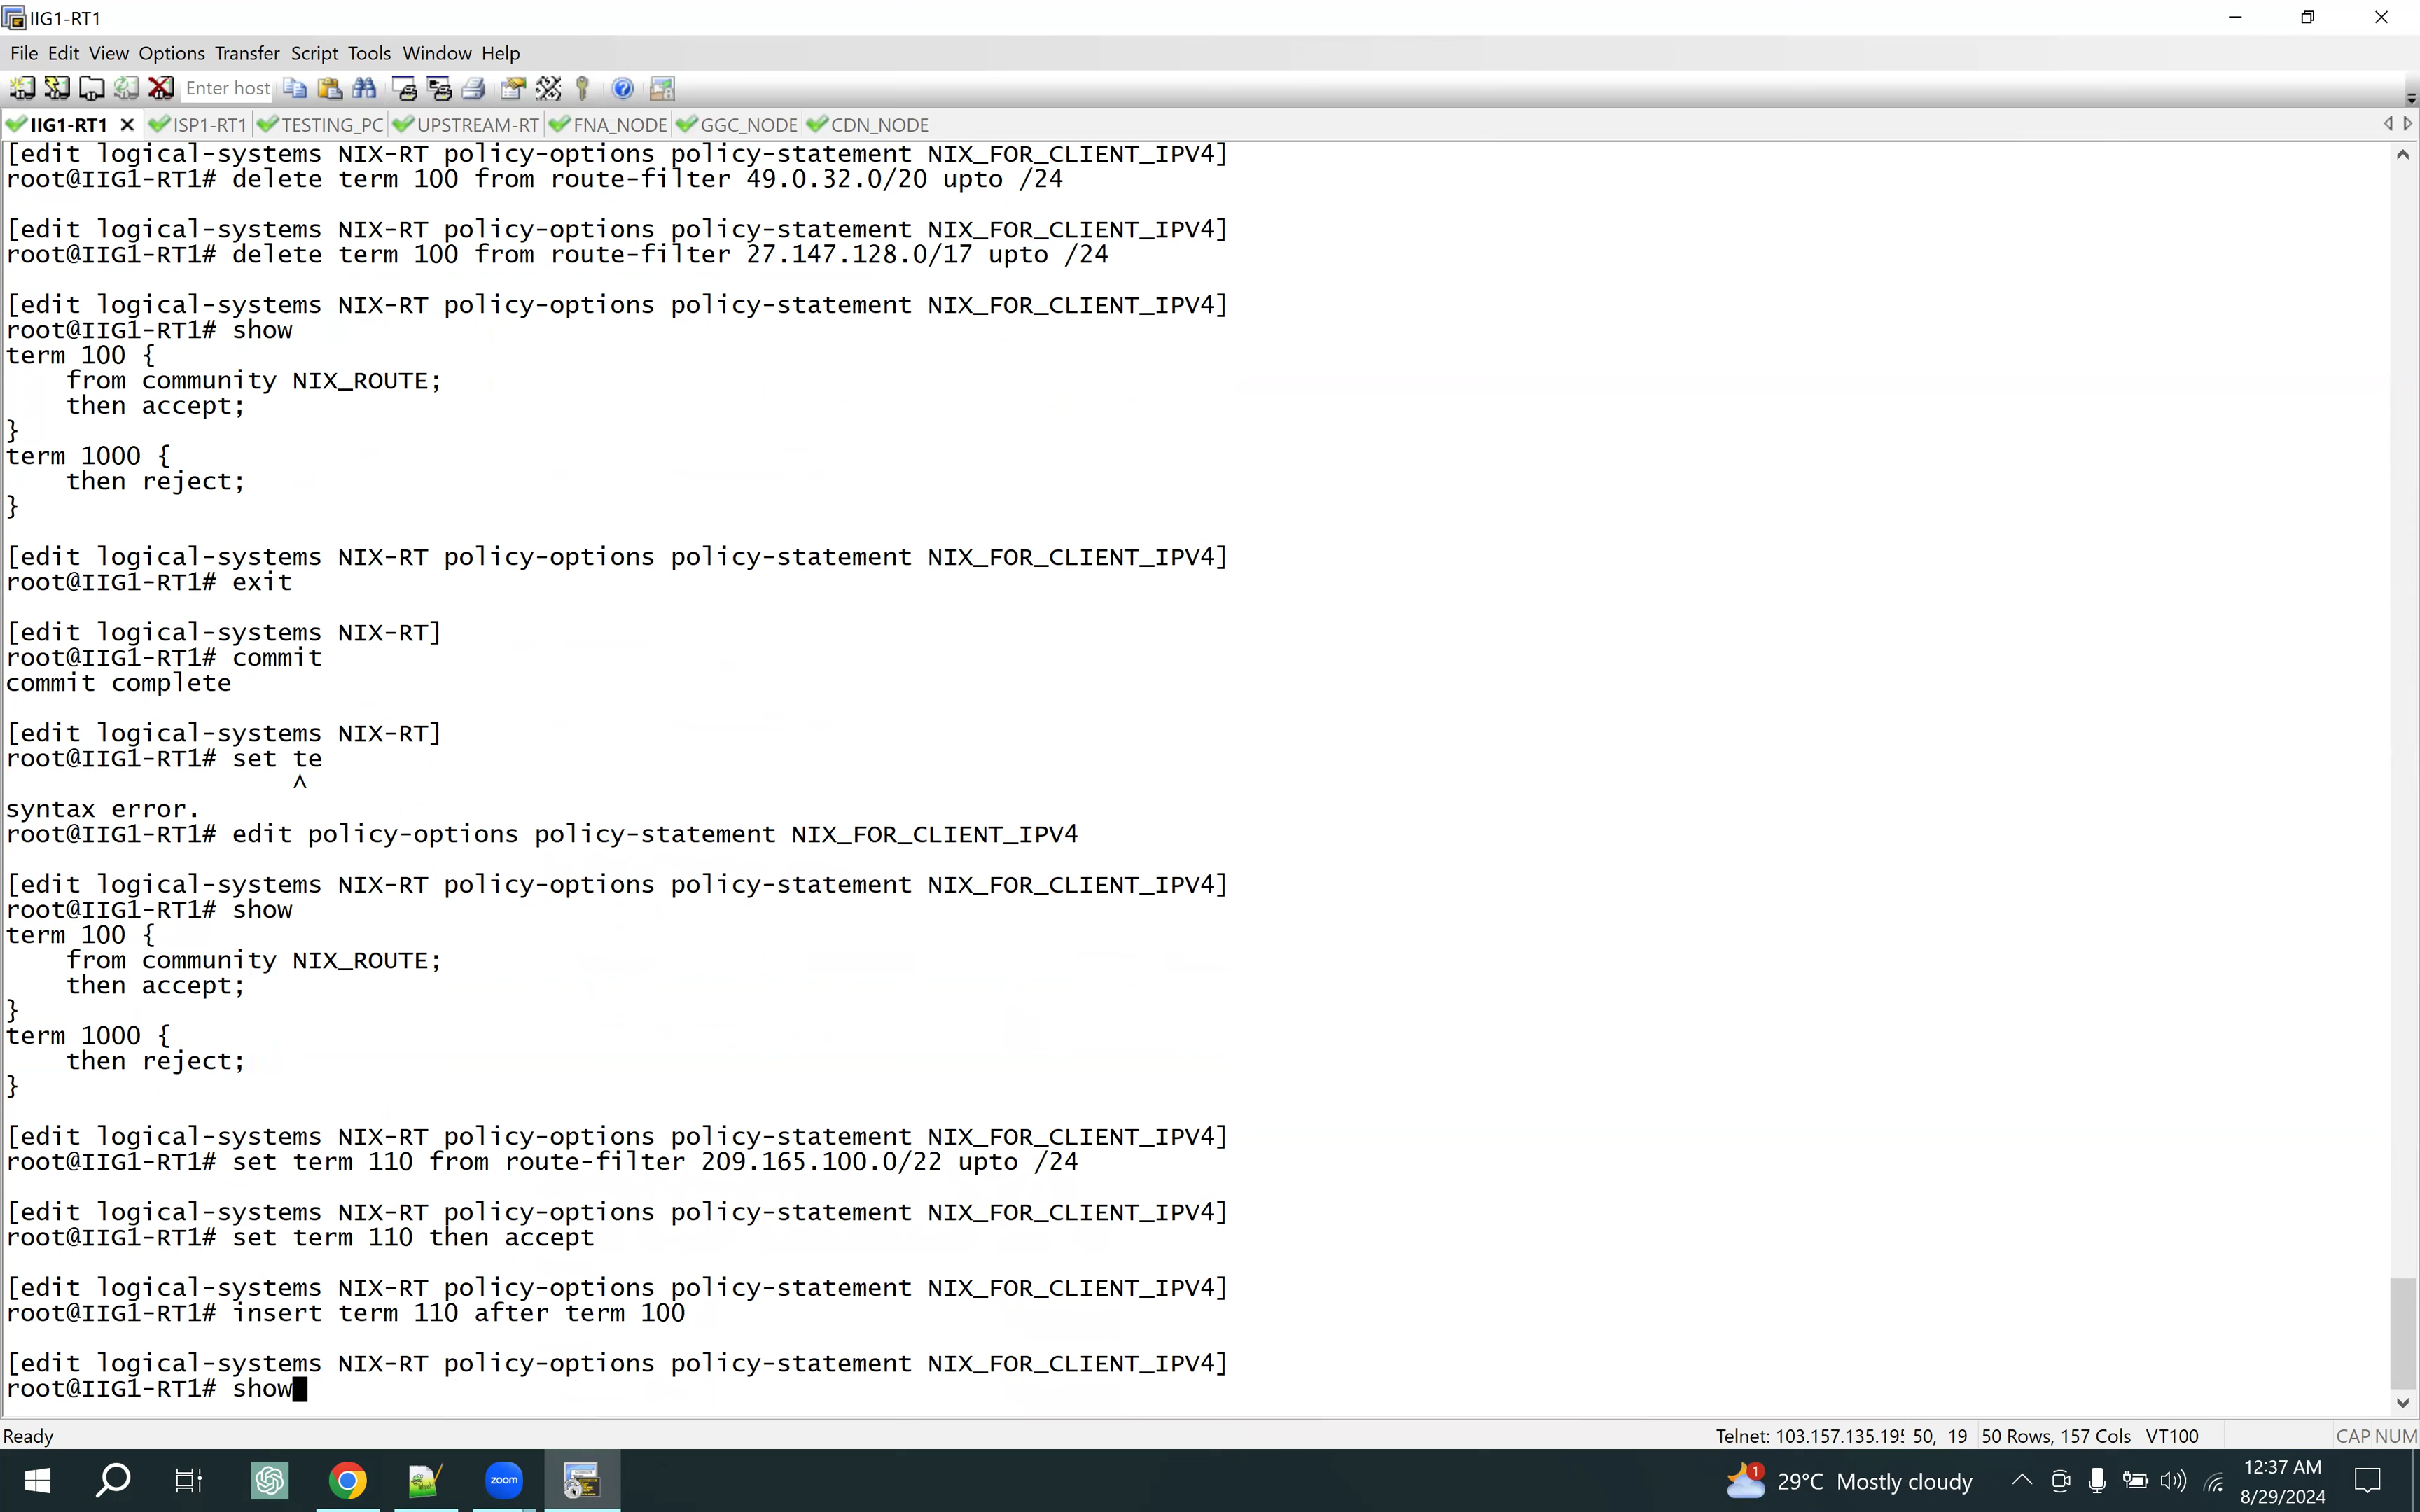 IIG1-RT1
File Edit View Options Transfer Script Tools Window Help
Enter host
IIG1-RT1 ISP1-RT1 TESTING_PC UPSTREAM-RT FNA_NODE GGC_NODE CDN_NODE
[edit logical-systems NIX-RT policy-options policy-statement NIX_FOR_CLIENT_IPV4]
root@IIG1-RT1# delete term 100 from route-filter 49.0.32.0/20 upto /24
[edit logical-systems NIX-RT policy-options policy-statement NIX_FOR_CLIENT_IPV4]
root@IIG1-RT1# delete term 100 from route-filter 27.147.128.0/17 upto /24
[edit logical-systems NIX-RT policy-options policy-statement NIX_FOR_CLIENT_IPV4]
root@IIG1-RT1# show
term 100 {
    from community NIX_ROUTE;
    then accept;
}
term 1000 {
    then reject;
}
[edit logical-systems NIX-RT policy-options policy-statement NIX_FOR_CLIENT_IPV4]
root@IIG1-RT1# exit
[edit logical-systems NIX-RT]
root@IIG1-RT1# commit
commit complete
[edit logical-systems NIX-RT]
root@IIG1-RT1# set te
^
syntax error.
root@IIG1-RT1# edit policy-options policy-statement NIX_FOR_CLIENT_IPV4
[edit logical-systems NIX-RT policy-options policy-statement NIX_FOR_CLIENT_IPV4]
root@IIG1-RT1# show
term 100 {
    from community NIX_ROUTE;
    then accept;
}
term 1000 {
    then reject;
}
[edit logical-systems NIX-RT policy-options policy-statement NIX_FOR_CLIENT_IPV4]
root@IIG1-RT1# set term 110 from route-filter 209.165.100.0/22 upto /24
[edit logical-systems NIX-RT policy-options policy-statement NIX_FOR_CLIENT_IPV4]
root@IIG1-RT1# set term 110 then accept
[edit logical-systems NIX-RT policy-options policy-statement NIX_FOR_CLIENT_IPV4]
root@IIG1-RT1# insert term 110 after term 100
[edit logical-systems NIX-RT policy-options policy-statement NIX_FOR_CLIENT_IPV4]
root@IIG1-RT1# show
Ready Telnet: 103.157.135.195 50, 19 50 Rows, 157 Cols VT100 CAP NUM
zoom 1 29°C Mostly cloudy 12:37 AM
8/29/2024